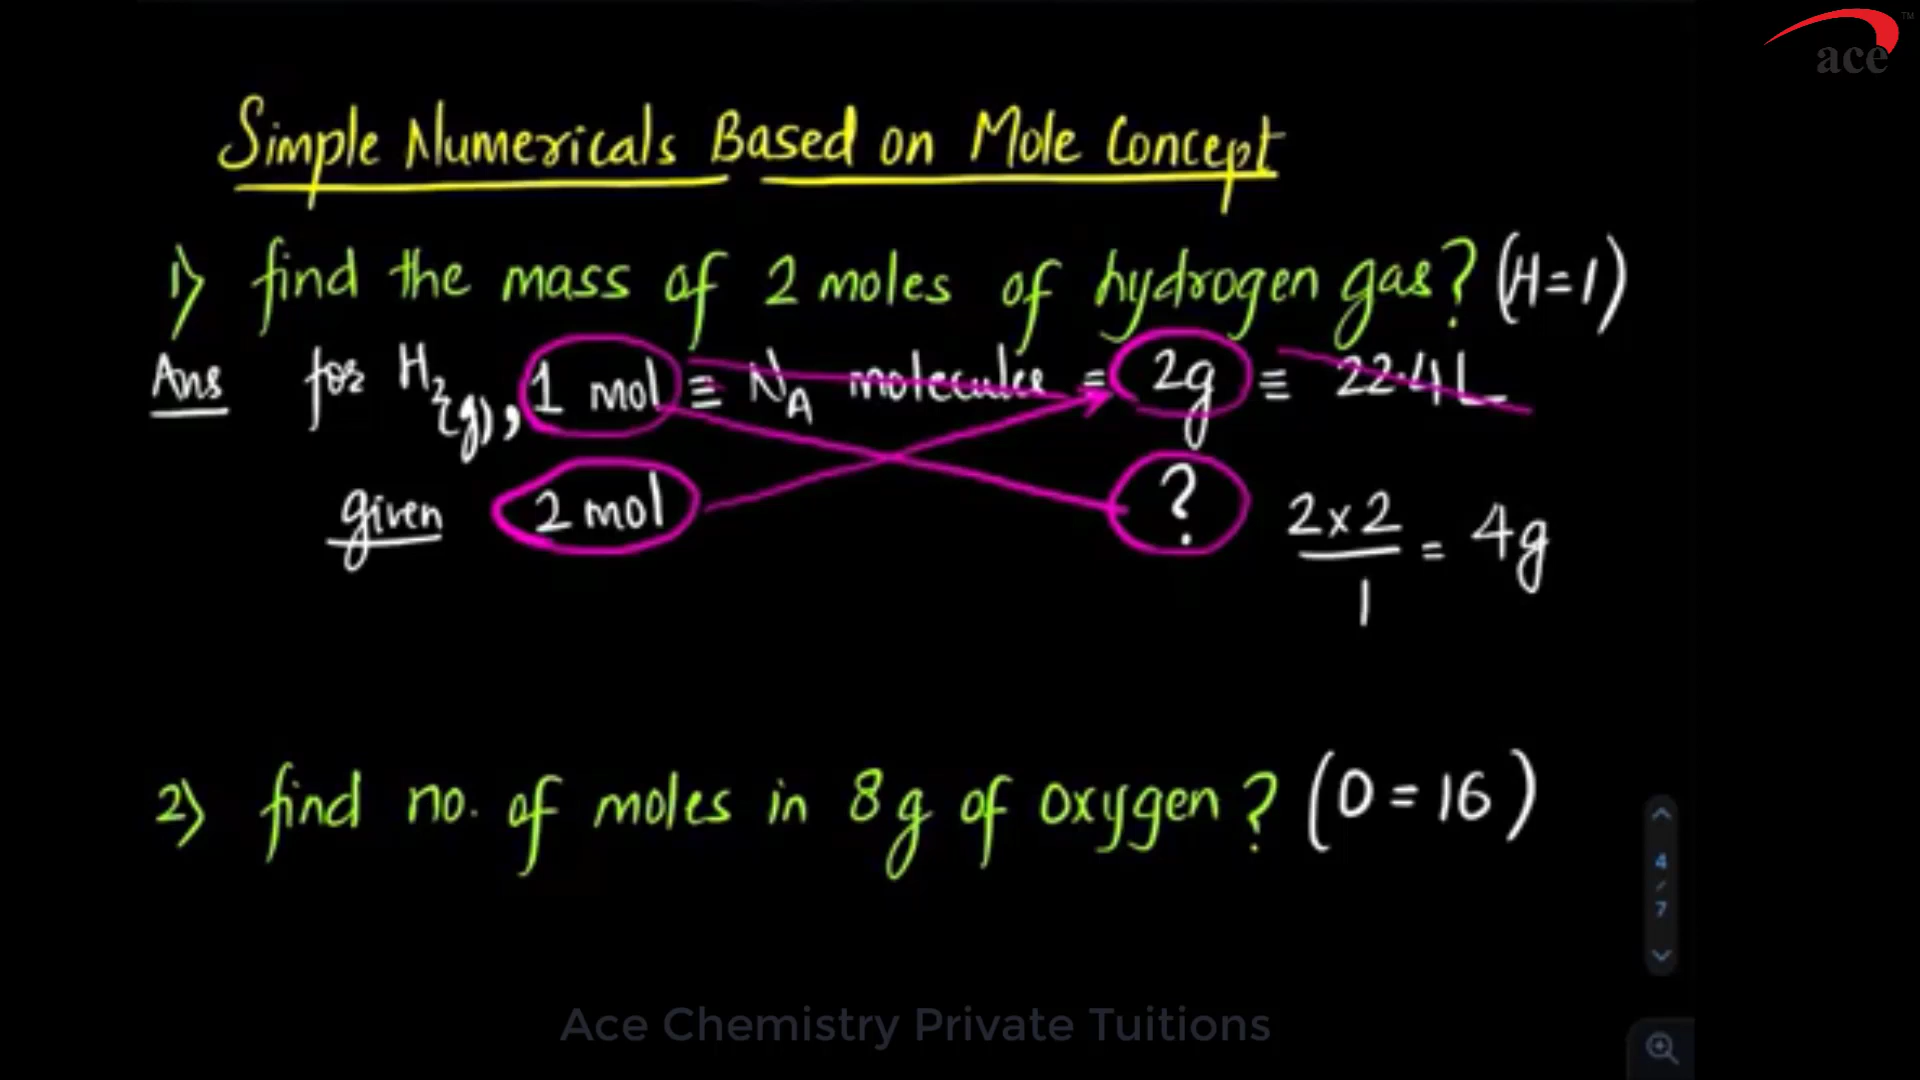 ace TM
Simple Numericals Based on Mole Concept
1) find the mass of 2 moles of hydrogen gas? (H=1)
Ans for H2(g), 1 mol ≡ NA molecules = 2g ≡ 22.4L
given 2 mol ? 2x2/1 = 4g
2) find no. of moles in 8g of oxygen? (O=16)
4
/
7
Ace Chemistry Private Tuitions